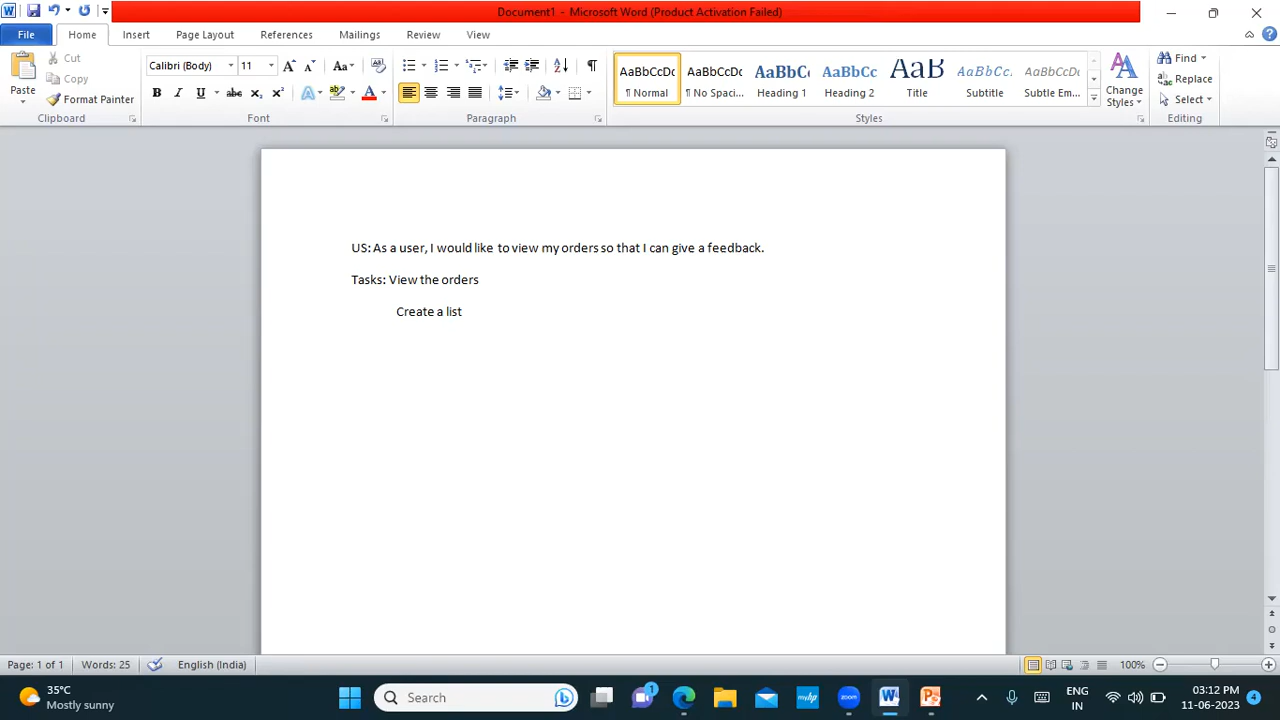 Document1 - Microsoft Word (Product Activation Failed)
File Home Insert Page Layout References Mailings Review View
Paste
Cut
Copy
Format Painter
Clipboard
Calibri (Body) 11
Font
Paragraph
AaBbCcDc AaBbCcDc AaBbCc AaBbCc AaB AaBbCc. AaBbCcDc
¶ Normal ¶ No Spaci... Heading 1 Heading 2 Title Subtitle Subtle Em...
Change
Styles
Styles
Find
Replace
Select
Editing
US: As a user, I would like to view my orders so that I can give a feedback.
Tasks: View the orders
Create a list
Page: 1 of 1 Words: 25 English (India) 100%
35°C
Mostly sunny
Search
1
ENG
IN
03:12 PM
11-06-2023
4